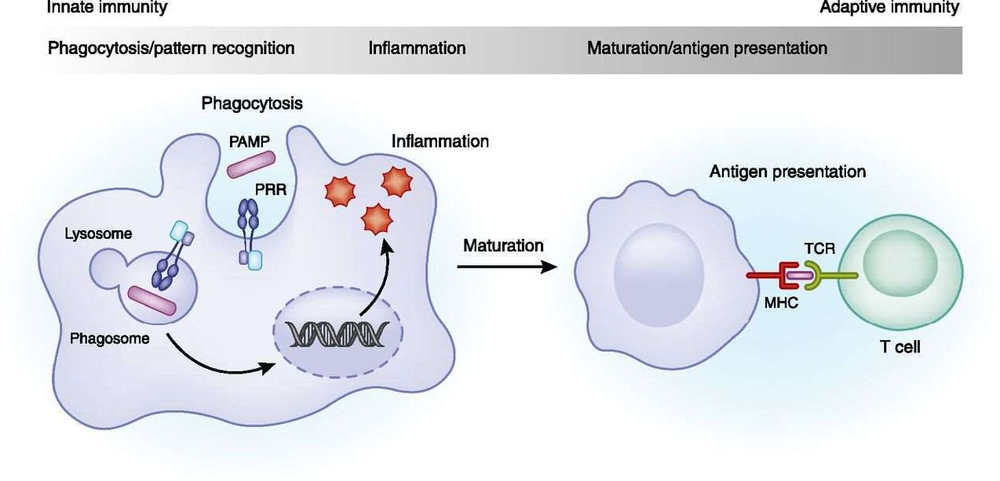 Innate immunity
Adaptive immunity
Phagocytosis/pattern recognition
Inflammation
Maturation/antigen presentation
Phagocytosis
PAMP
Inflammation
PRR
Lysosome
Phagosome
Maturation
Antigen presentation
TCR
MHC
T cell